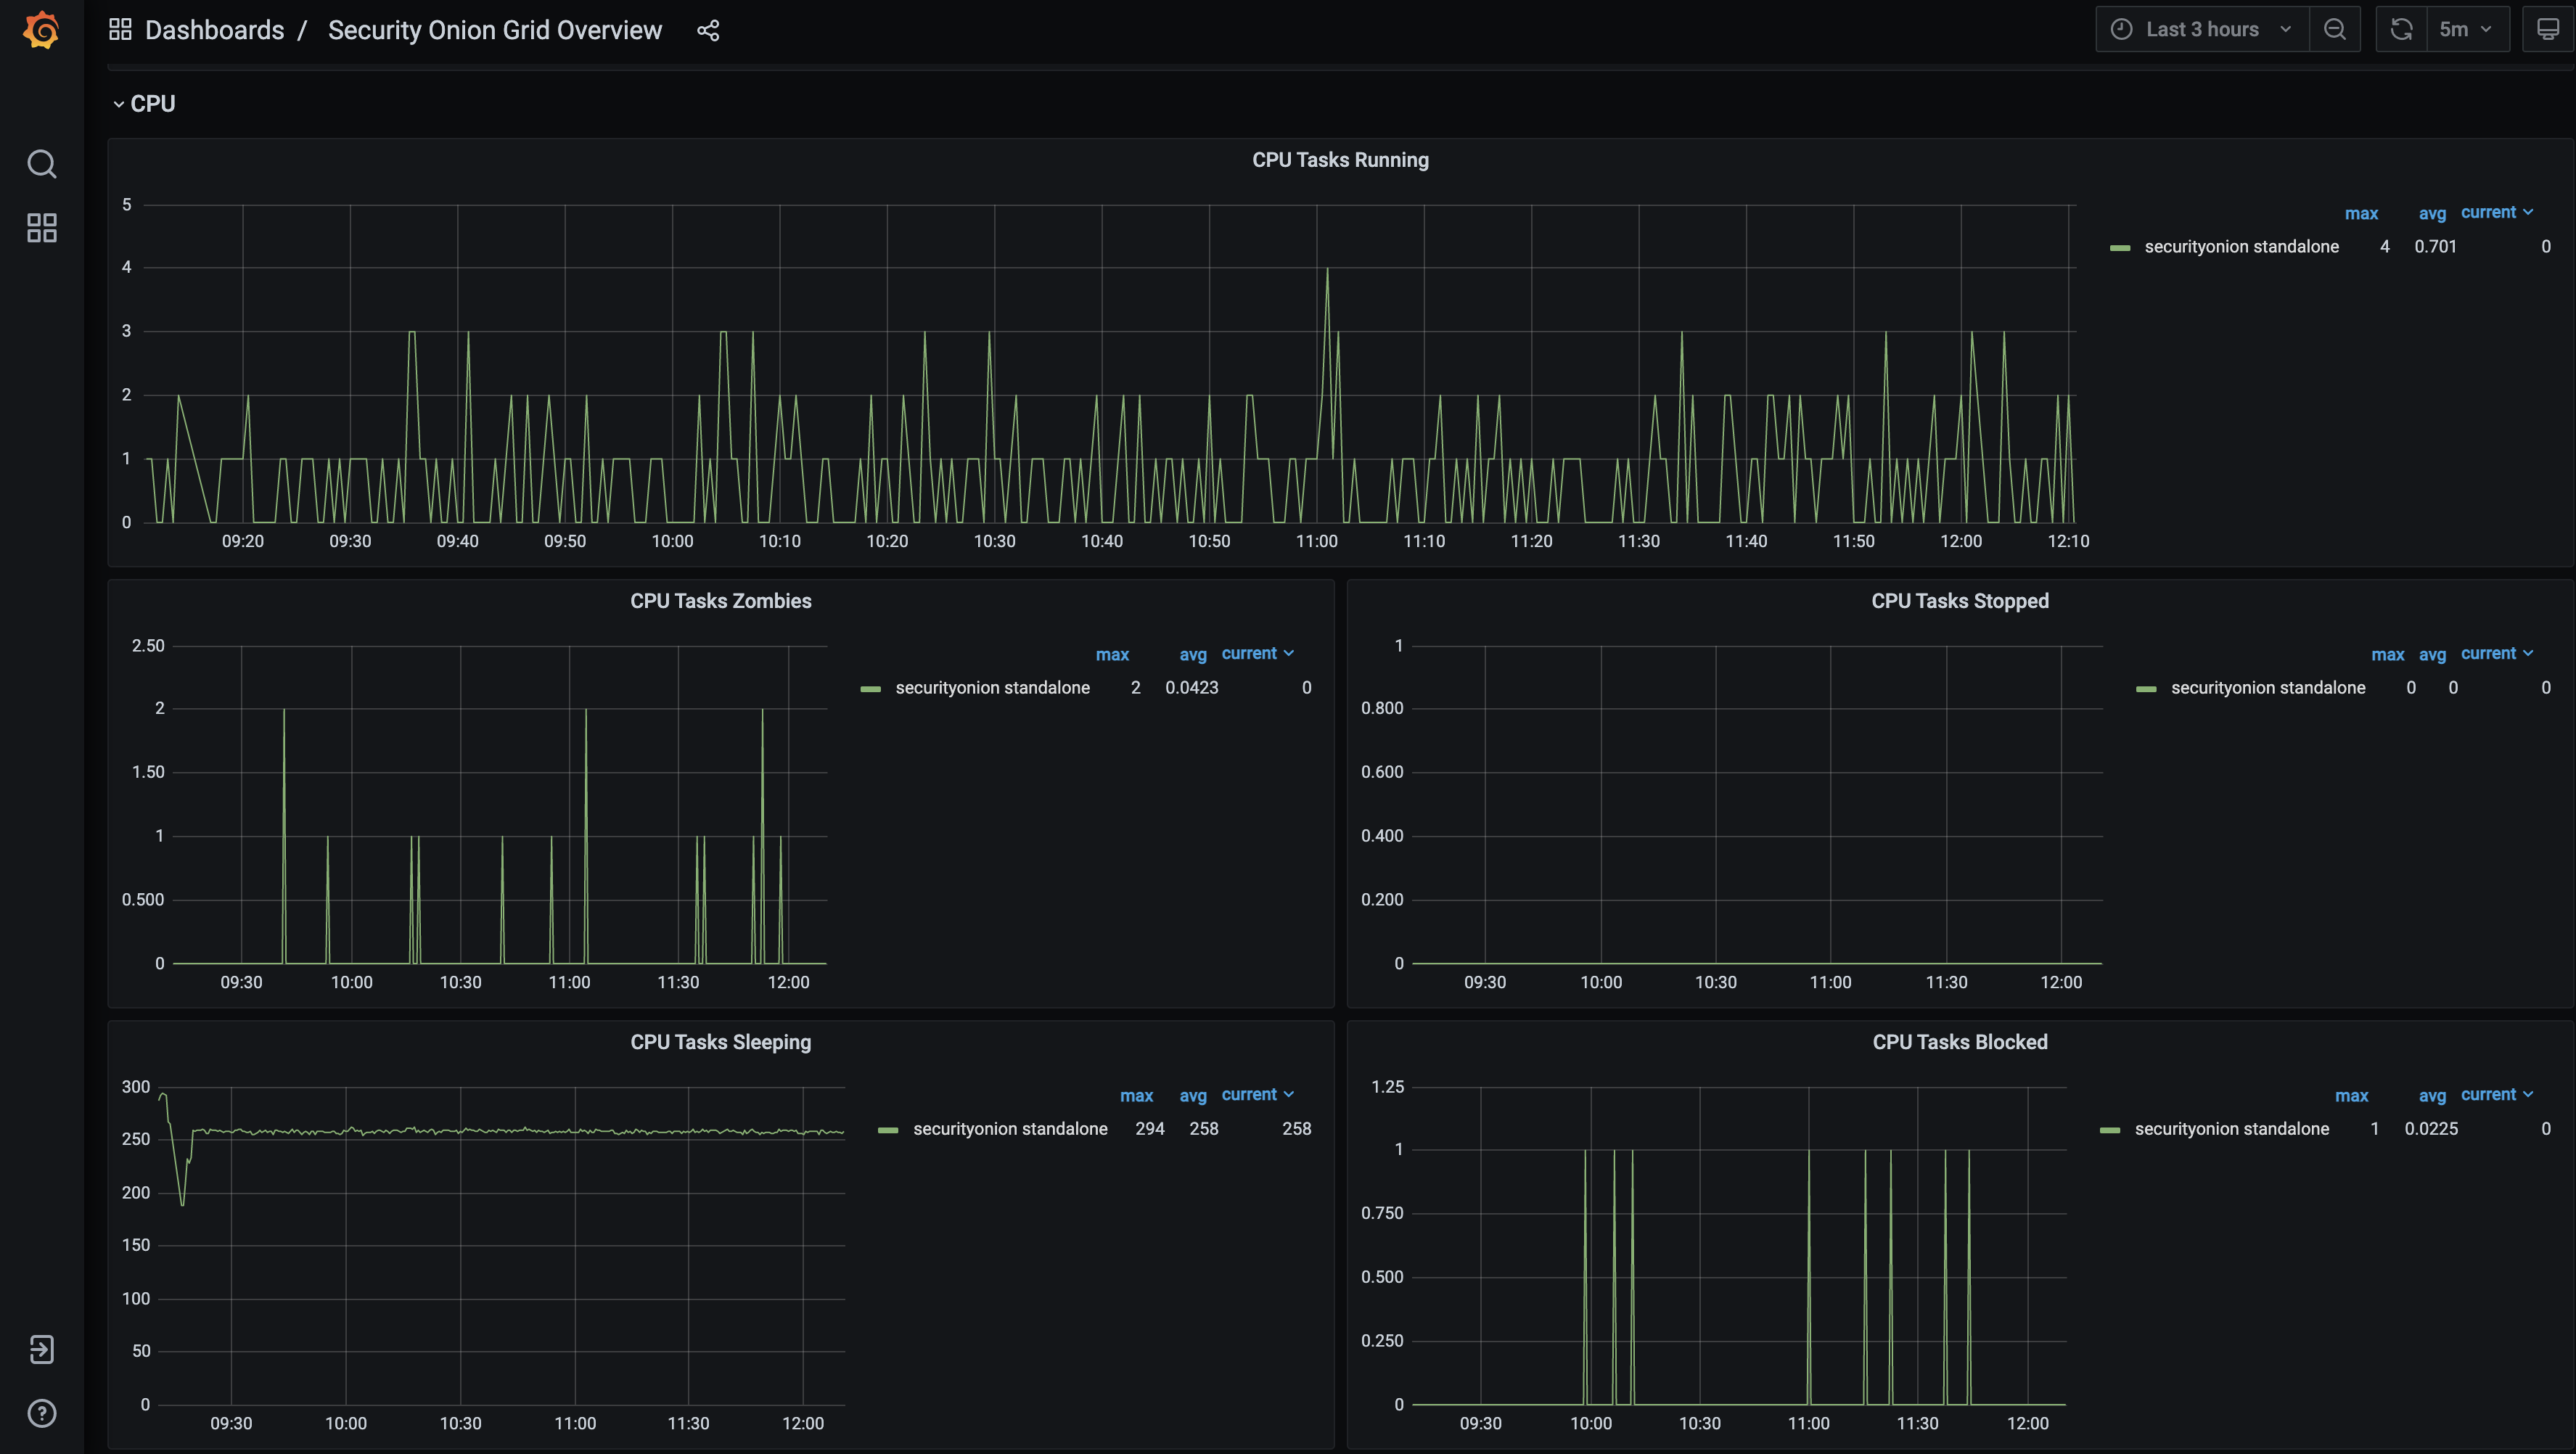 Dashboards / Security Onion Grid Overview
Last 3 hours
5m
CPU
CPU Tasks Running
5
4
3
2
1
0
09:20 09:30 09:40 09:50 10:00 10:10 10:20 10:30 10:40 10:50 11:00 11:10 11:20 11:30 11:40 11:50 12:00 12:10
max avg current
securityonion standalone 4 0.701 0
CPU Tasks Zombies
2.50
2
1.50
1
0.500
0
09:30 10:00 10:30 11:00 11:30 12:00
max avg current
securityonion standalone 2 0.0423 0
CPU Tasks Stopped
1
0.800
0.600
0.400
0.200
0
09:30 10:00 10:30 11:00 11:30 12:00
max avg current
securityonion standalone 0 0 0
CPU Tasks Sleeping
300
250
200
150
100
50
0
09:30 10:00 10:30 11:00 11:30 12:00
max avg current
securityonion standalone 294 258 258
CPU Tasks Blocked
1.25
1
0.750
0.500
0.250
0
09:30 10:00 10:30 11:00 11:30 12:00
max avg current
securityonion standalone 1 0.0225 0